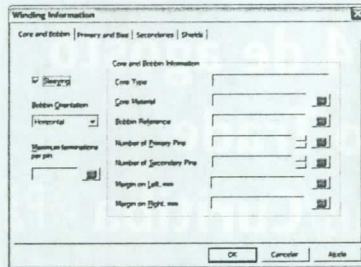 Winding Information
Core and Bobbin | Primary and Bias | Secondaries | Shields
Sleeving
Bobbin Orientation
Horizontal
Maximum terminations
per pin
Core and Bobbin Information
Core Type
Core Material
Bobbin Reference
Number of Primary Pins
Number of Secondary Pins
Margin on Left, mm
Margin on Right, mm
OK
Cancelar
Ajuda